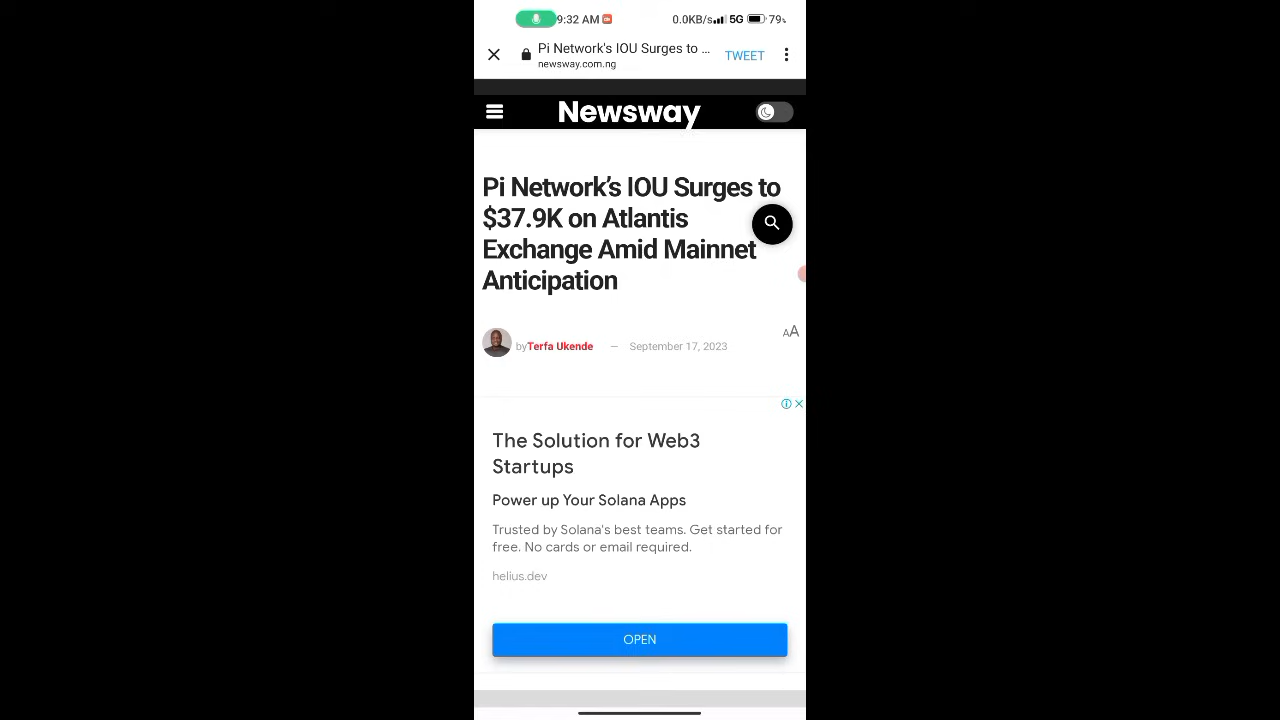 9:32 AM 0.0KB/s 5G 79%
Pi Network's IOU Surges to ... TWEET
newsway.com.ng
Newsway
Pi Network’s IOU Surges to
$37.9K on Atlantis
Exchange Amid Mainnet
Anticipation
AA
byTerfa Ukende — September 17, 2023
The Solution for Web3
Startups
Power up Your Solana Apps
Trusted by Solana's best teams. Get started for
free. No cards or email required.
helius.dev
OPEN